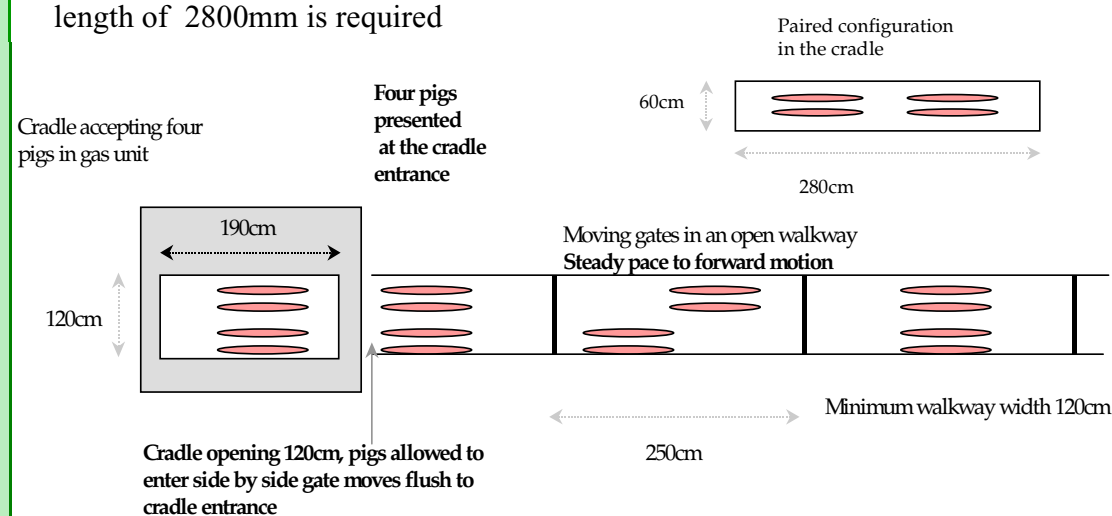 length of 2800mm is required
Paired configuration
in the cradle
60cm
280cm
Four pigs
presented
at the cradle
entrance
Cradle accepting four
pigs in gas unit
190cm
120cm
Moving gates in an open walkway
Steady pace to forward motion
Minimum walkway width 120cm
250cm
Cradle opening 120cm, pigs allowed to
enter side by side gate moves flush to
cradle entrance